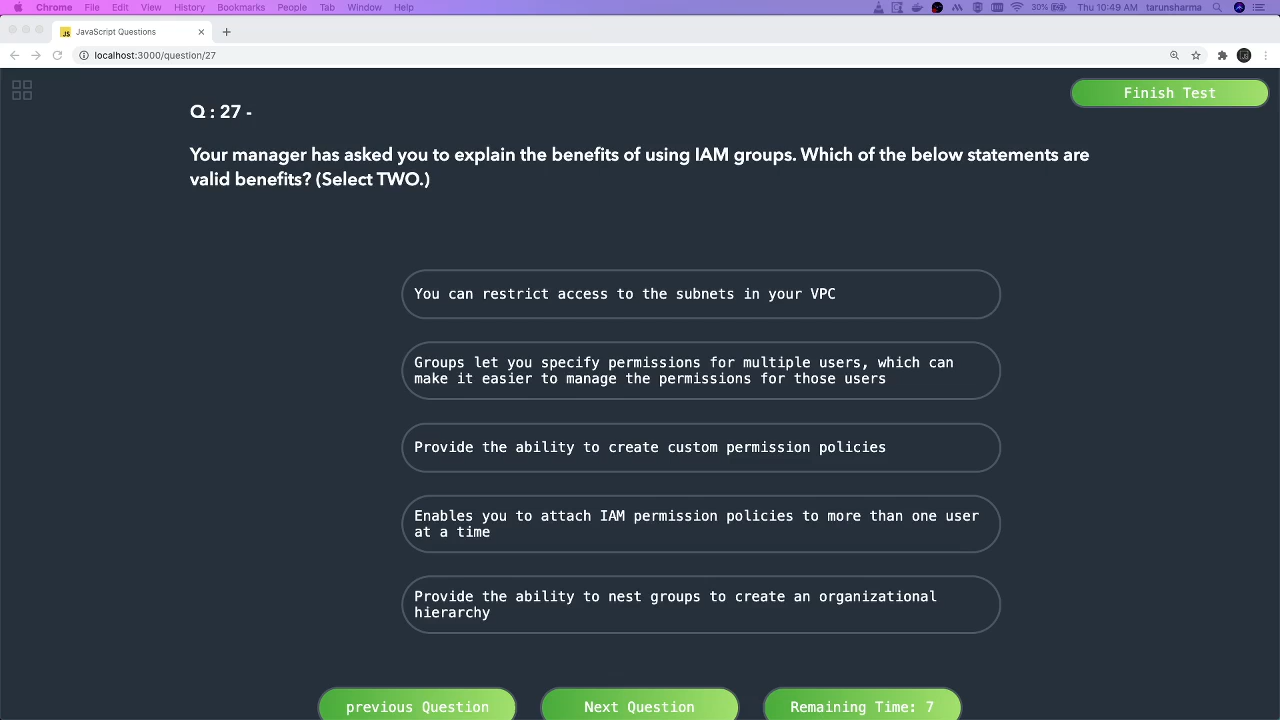 Chrome File Edit View History Bookmarks People Tab Window Help 30% Thu 10:49 AM tarunsharma
JS JavaScript Questions
localhost:3000/question/27
Finish Test
Q : 27 -
Your manager has asked you to explain the benefits of using IAM groups. Which of the below statements are
valid benefits? (Select TWO.)
You can restrict access to the subnets in your VPC
Groups let you specify permissions for multiple users, which can
make it easier to manage the permissions for those users
Provide the ability to create custom permission policies
Enables you to attach IAM permission policies to more than one user
at a time
Provide the ability to nest groups to create an organizational
hierarchy
previous Question
Next Question
Remaining Time: 7